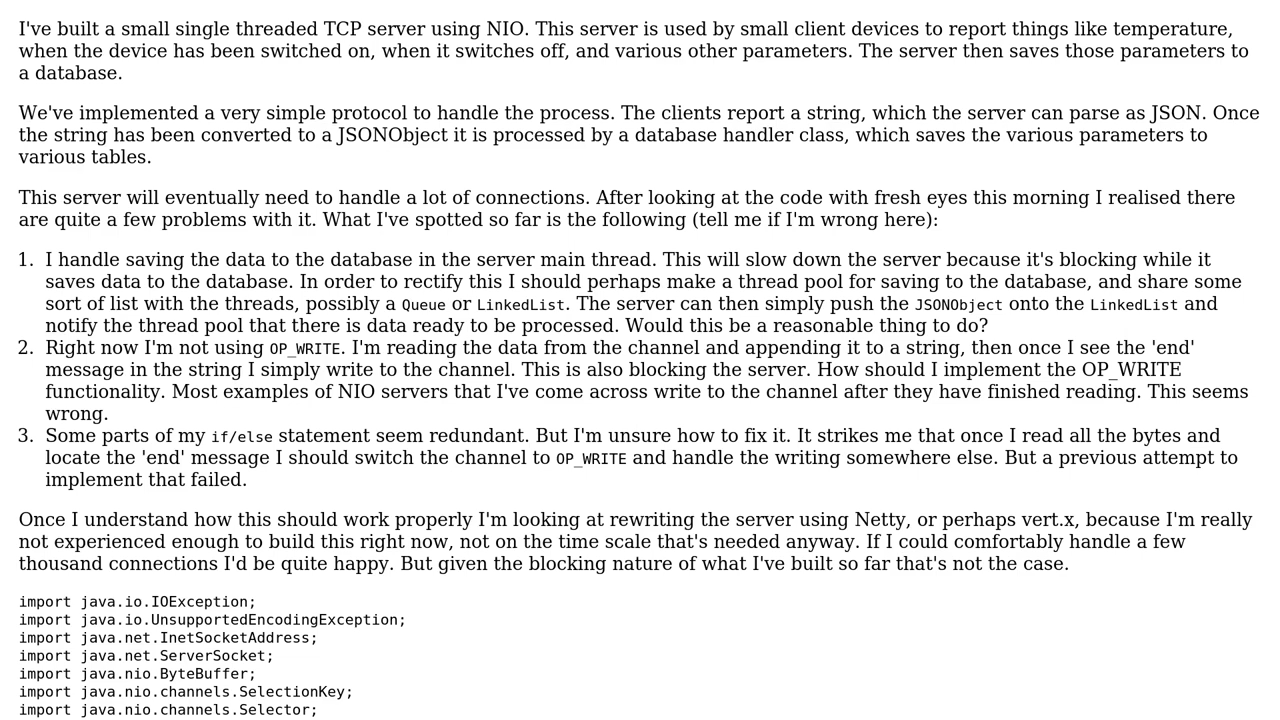 I've built a small single threaded TCP server using NIO. This server is used by small client devices to report things like temperature,
when the device has been switched on, when it switches off, and various other parameters. The server then saves those parameters to
a database.
We've implemented a very simple protocol to handle the process. The clients report a string, which the server can parse as JSON. Once
the string has been converted to a JSONObject it is processed by a database handler class, which saves the various parameters to
various tables.
This server will eventually need to handle a lot of connections. After looking at the code with fresh eyes this morning I realised there
are quite a few problems with it. What I've spotted so far is the following (tell me if I'm wrong here):
1. I handle saving the data to the database in the server main thread. This will slow down the server because it's blocking while it
saves data to the database. In order to rectify this I should perhaps make a thread pool for saving to the database, and share some
sort of list with the threads, possibly a Queue or LinkedList. The server can then simply push the JSONObject onto the LinkedList and
notify the thread pool that there is data ready to be processed. Would this be a reasonable thing to do?
2. Right now I'm not using OP_WRITE. I'm reading the data from the channel and appending it to a string, then once I see the 'end'
message in the string I simply write to the channel. This is also blocking the server. How should I implement the OP_WRITE
functionality. Most examples of NIO servers that I've come across write to the channel after they have finished reading. This seems
wrong.
3. Some parts of my if/else statement seem redundant. But I'm unsure how to fix it. It strikes me that once I read all the bytes and
locate the 'end' message I should switch the channel to OP_WRITE and handle the writing somewhere else. But a previous attempt to
implement that failed.
Once I understand how this should work properly I'm looking at rewriting the server using Netty, or perhaps vert.x, because I'm really
not experienced enough to build this right now, not on the time scale that's needed anyway. If I could comfortably handle a few
thousand connections I'd be quite happy. But given the blocking nature of what I've built so far that's not the case.
import java.io.IOException;
import java.io.UnsupportedEncodingException;
import java.net.InetSocketAddress;
import java.net.ServerSocket;
import java.nio.ByteBuffer;
import java.nio.channels.SelectionKey;
import java.nio.channels.Selector;